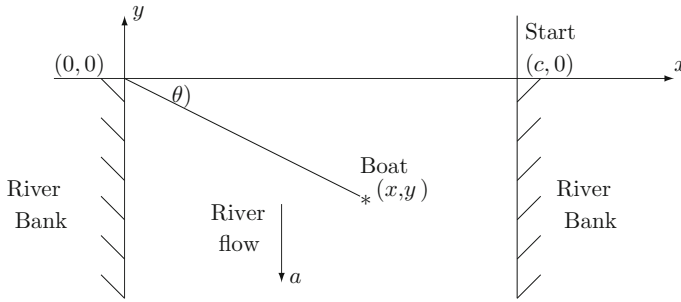 y
Start
(0, 0)
(c, 0)
x
θ)
Boat
(x,y )
River
Bank
River
flow
a
River
Bank